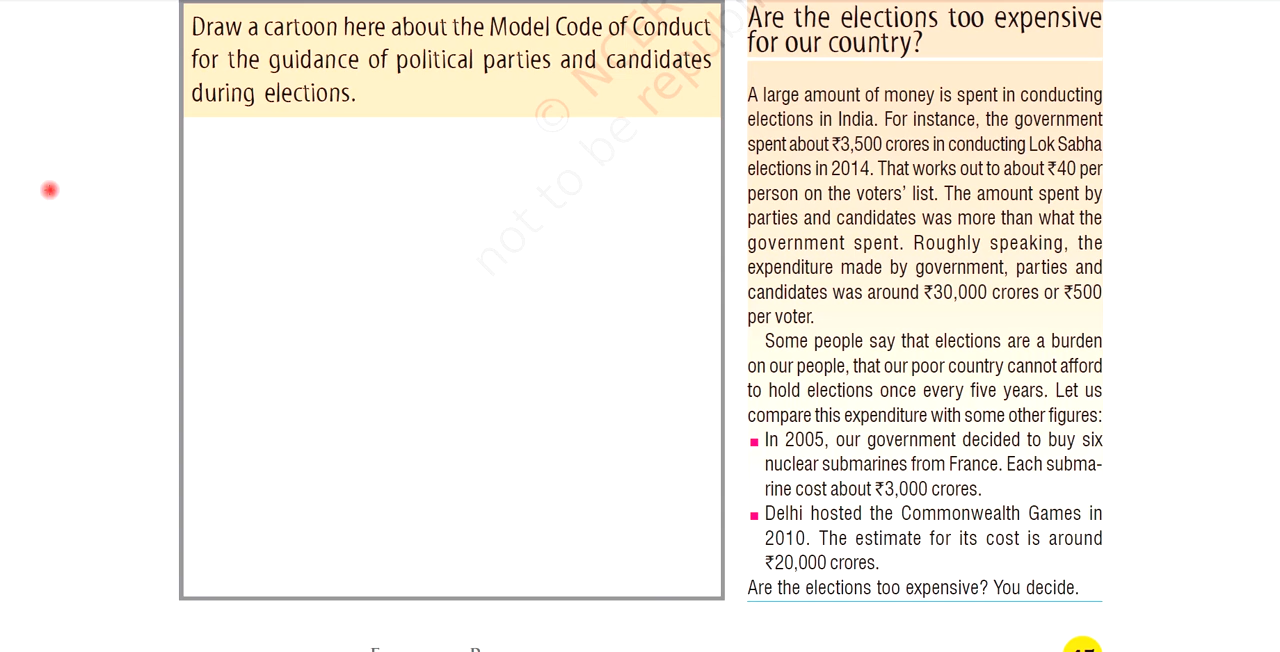 Draw a cartoon here about the Model Code of Conduct
for the guidance of political parties and candidates
during elections.
© NCER
not to be republi
Are the elections too expensive
for our country?
A large amount of money is spent in conducting
elections in India. For instance, the government
spent about ₹3,500 crores in conducting Lok Sabha
elections in 2014. That works out to about ₹40 per
person on the voters’ list. The amount spent by
parties and candidates was more than what the
government spent. Roughly speaking, the
expenditure made by government, parties and
candidates was around ₹30,000 crores or ₹500
per voter.
Some people say that elections are a burden
on our people, that our poor country cannot afford
to hold elections once every five years. Let us
compare this expenditure with some other figures:
■ In 2005, our government decided to buy six
nuclear submarines from France. Each subma-
rine cost about ₹3,000 crores.
■ Delhi hosted the Commonwealth Games in
2010. The estimate for its cost is around
₹20,000 crores.
Are the elections too expensive? You decide.